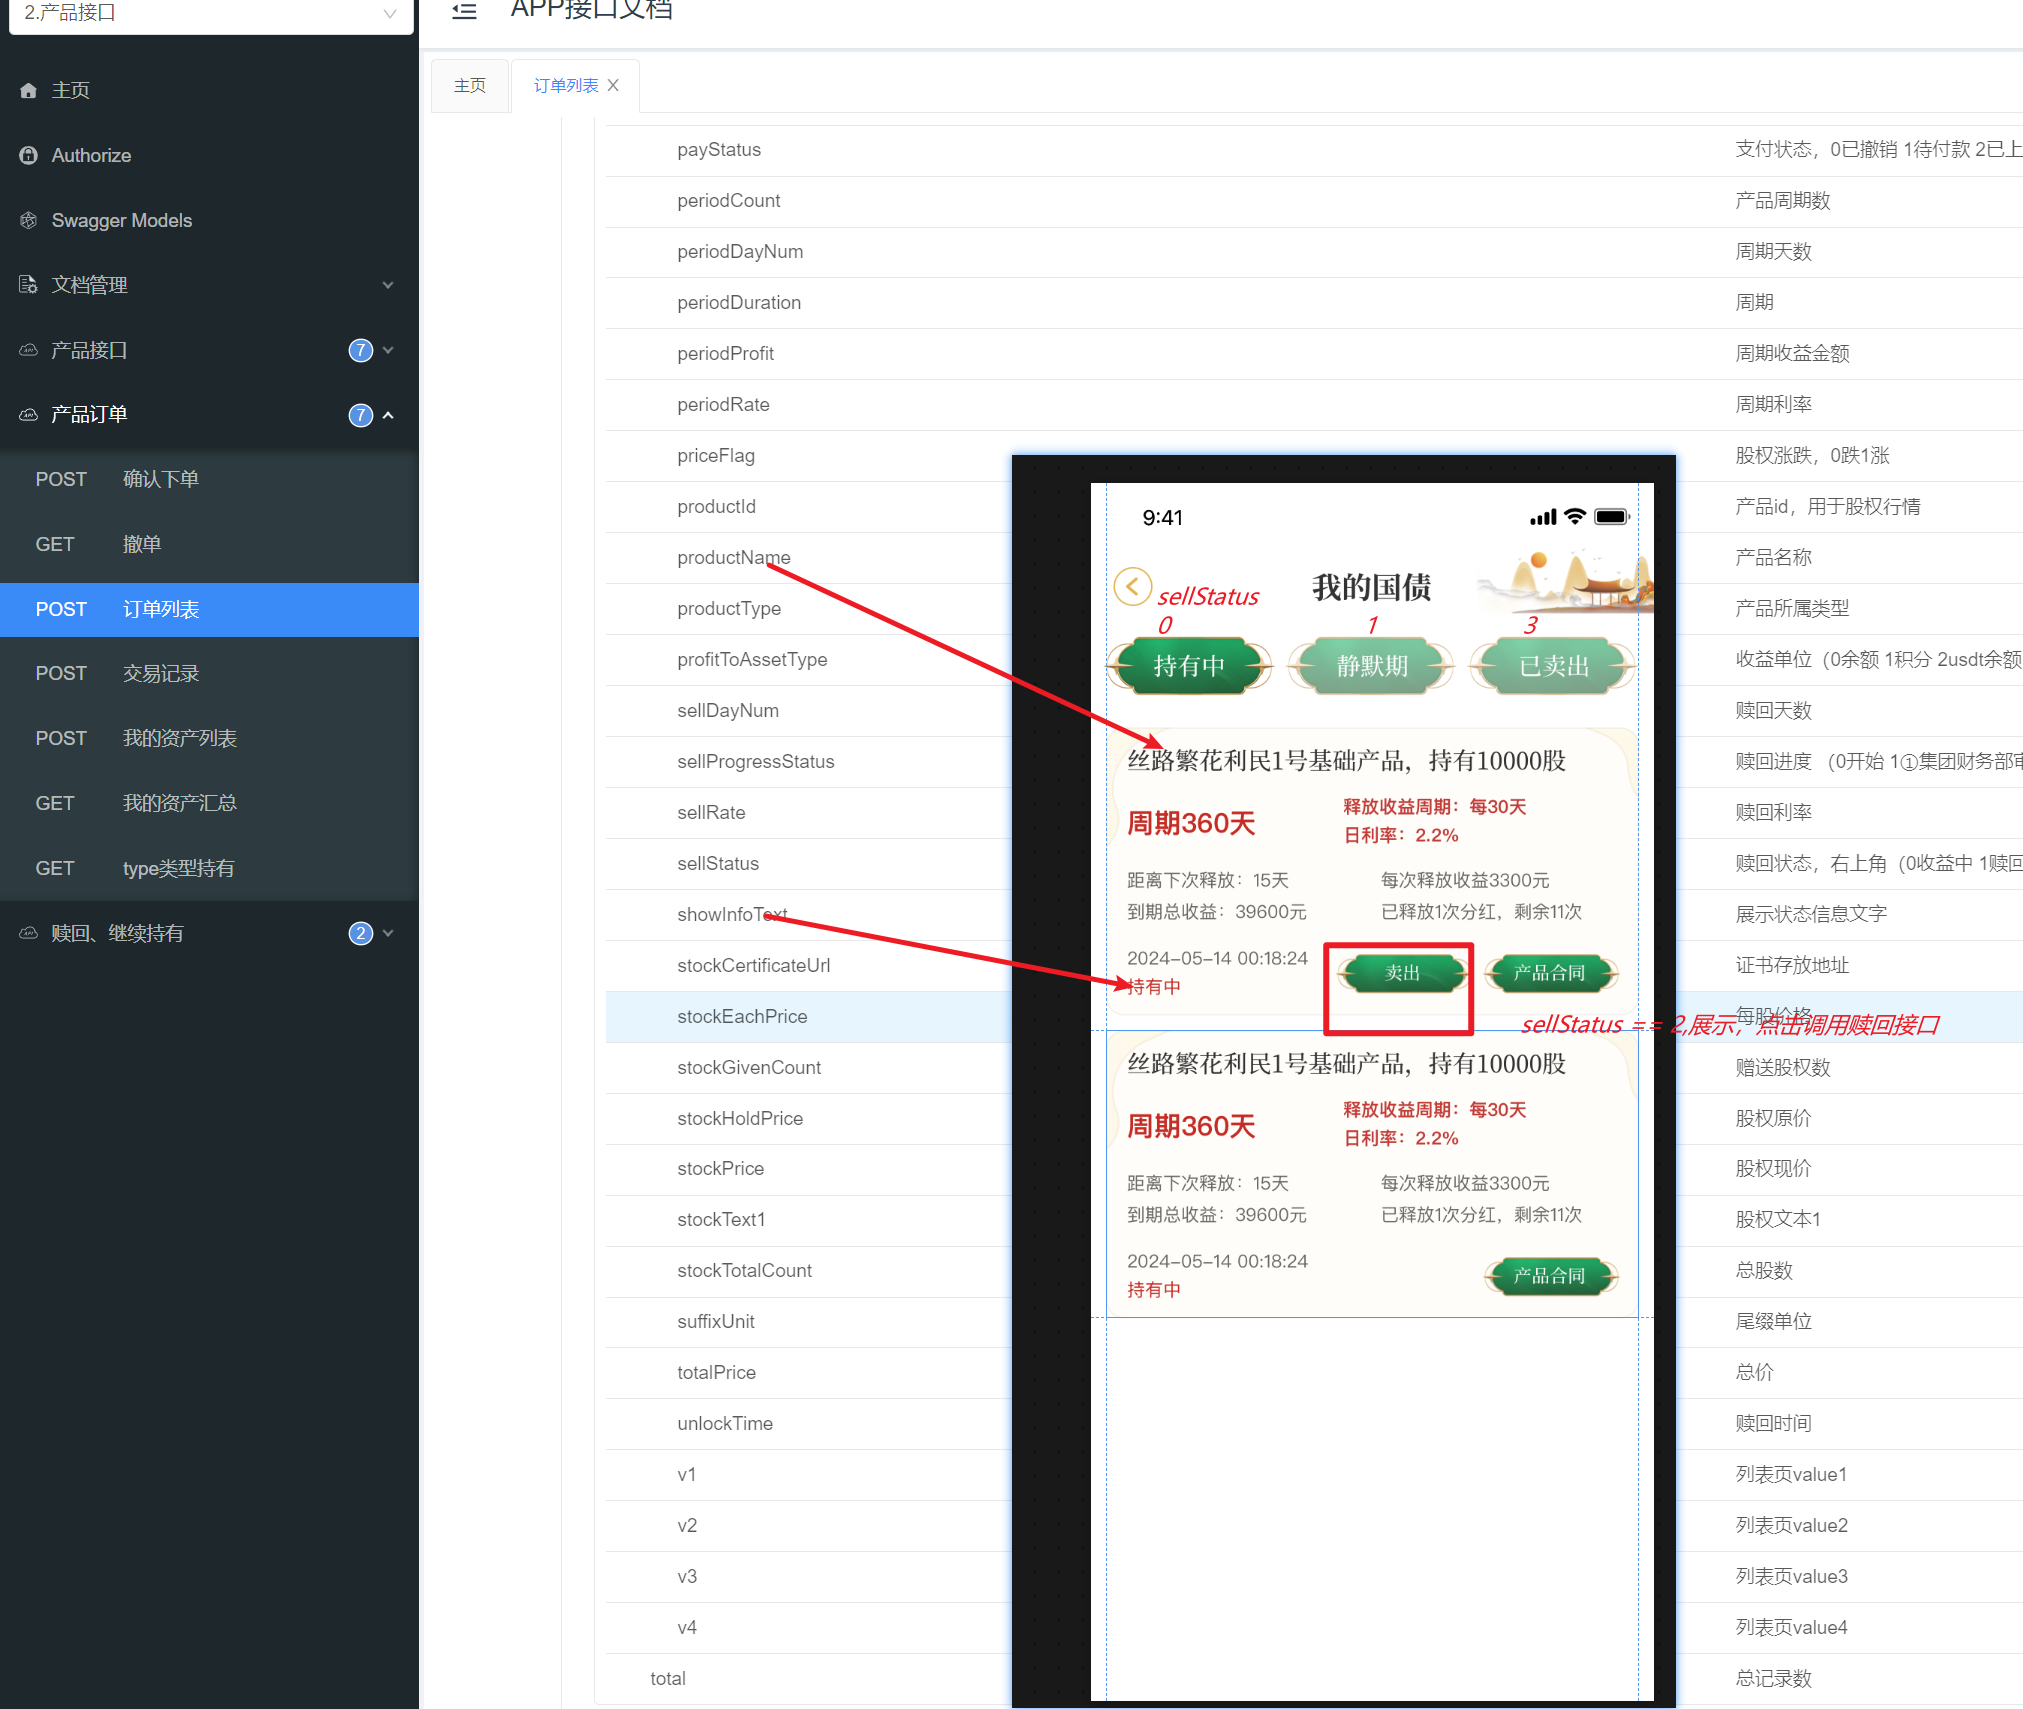 2.产品接口
APP接口文档
主页
Authorize
Swagger Models
文档管理
产品接口 7
产品订单 7
POST 确认下单
GET 撤单
POST 订单列表
POST 交易记录
POST 我的资产列表
GET 我的资产汇总
GET type类型持有
赎回、继续持有 2
主页 订单列表
payStatus 支付状态，0已撤销 1待付款 2已上
periodCount 产品周期数
periodDayNum 周期天数
periodDuration 周期
periodProfit 周期收益金额
periodRate 周期利率
priceFlag 股权涨跌，0跌1涨
productId 产品id，用于股权行情
productName 产品名称
productType 产品所属类型
profitToAssetType 收益单位（0余额 1积分 2usdt余额
sellDayNum 赎回天数
sellProgressStatus 赎回进度 （0开始 1①集团财务部审
sellRate 赎回利率
sellStatus 赎回状态，右上角（0收益中 1赎回
showInfoText 展示状态信息文字
stockCertificateUrl 证书存放地址
stockEachPrice 每股价格
stockGivenCount 赠送股权数
stockHoldPrice 股权原价
stockPrice 股权现价
stockText1 股权文本1
stockTotalCount 总股数
suffixUnit 尾缀单位
totalPrice 总价
unlockTime 赎回时间
v1 列表页value1
v2 列表页value2
v3 列表页value3
v4 列表页value4
total 总记录数
9:41
我的国债
sellStatus
0 1 3
持有中 静默期 已卖出
丝路繁花利民1号基础产品，持有10000股
周期360天
释放收益周期：每30天
日利率：2.2%
距离下次释放：15天 每次释放收益3300元
到期总收益：39600元 已释放1次分红，剩余11次
2024-05-14 00:18:24
持有中
卖出 产品合同
sellStatus == 2,展示，点击调用赎回接口
丝路繁花利民1号基础产品，持有10000股
周期360天
释放收益周期：每30天
日利率：2.2%
距离下次释放：15天 每次释放收益3300元
到期总收益：39600元 已释放1次分红，剩余11次
2024-05-14 00:18:24
持有中
产品合同